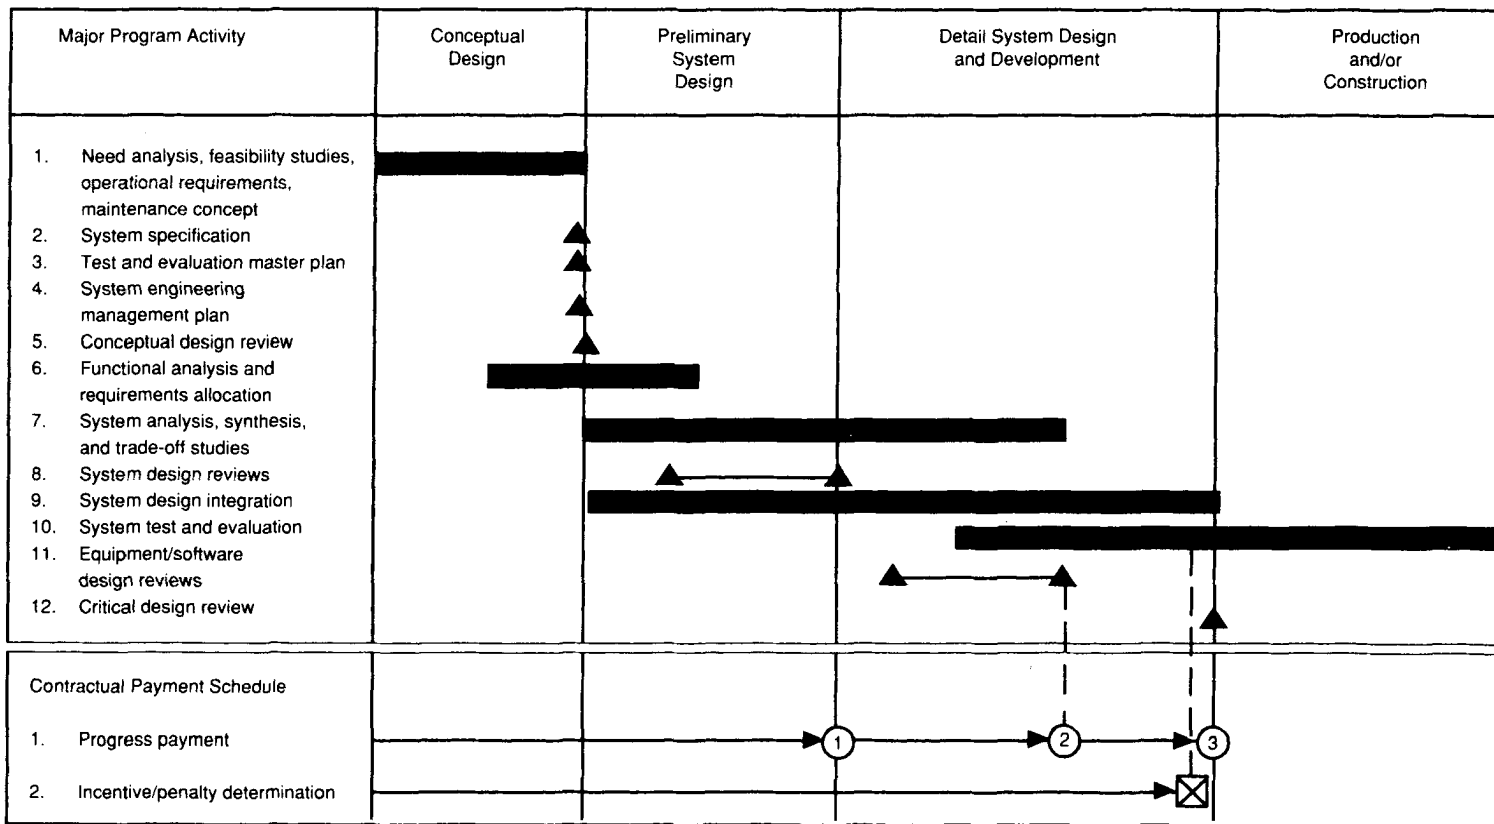 Major Program Activity
Conceptual
Design
Preliminary
System
Design
Detail System Design
and Development
Production
and/or
Construction
1. Need analysis, feasibility studies,
operational requirements,
maintenance concept
2. System specification
3. Test and evaluation master plan
4. System engineering
management plan
5. Conceptual design review
6. Functional analysis and
requirements allocation
7. System analysis, synthesis,
and trade-off studies
8. System design reviews
9. System design integration
10. System test and evaluation
11. Equipment/software
design reviews
12. Critical design review
Contractual Payment Schedule
1. Progress payment
1
2
3
2. Incentive/penalty determination